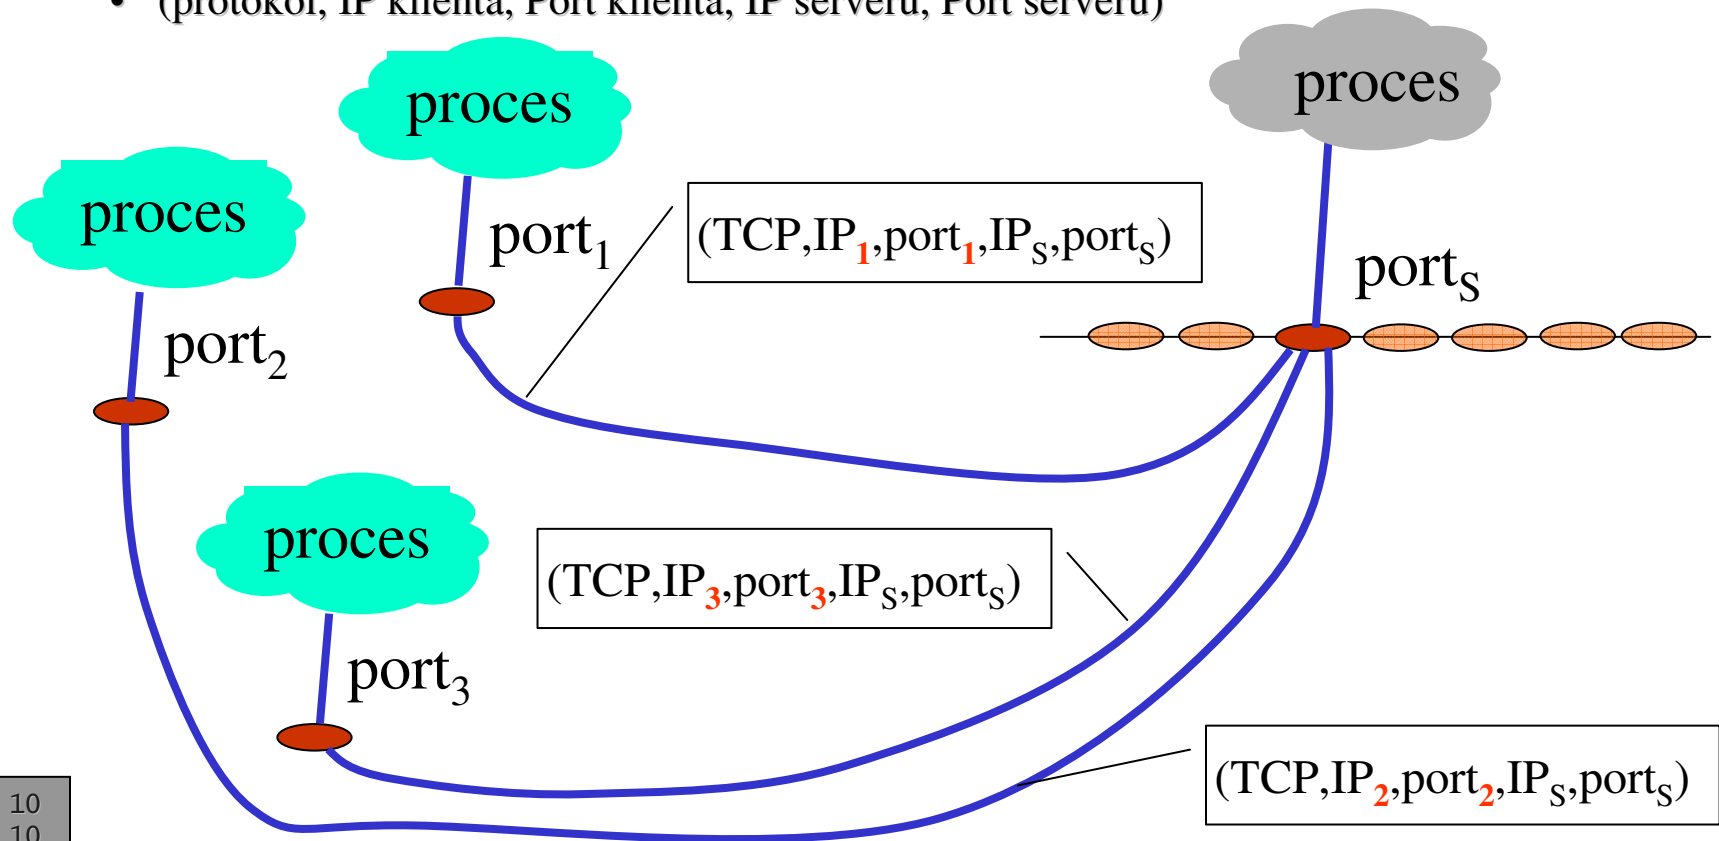 • (protokol, IP klienta, Port klienta, IP serveru, Port serveru)
proces
proces
proces
port₁
(TCP,IP₁,port₁,IPₛ,portₛ)
portₛ
port₂
proces
(TCP,IP₃,port₃,IPₛ,portₛ)
port₃
(TCP,IP₂,port₂,IPₛ,portₛ)
10
10